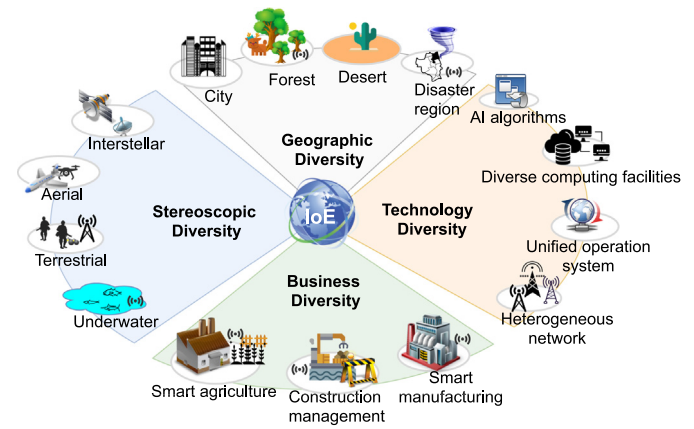 City
Forest
Desert
Disaster
region
Geographic
Diversity
AI algorithms
Diverse computing facilities
Unified operation
system
Heterogeneous
network
Technology
Diversity
IoE
Interstellar
Aerial
Terrestrial
Underwater
Stereoscopic
Diversity
Business
Diversity
Smart agriculture
Construction
management
Smart
manufacturing